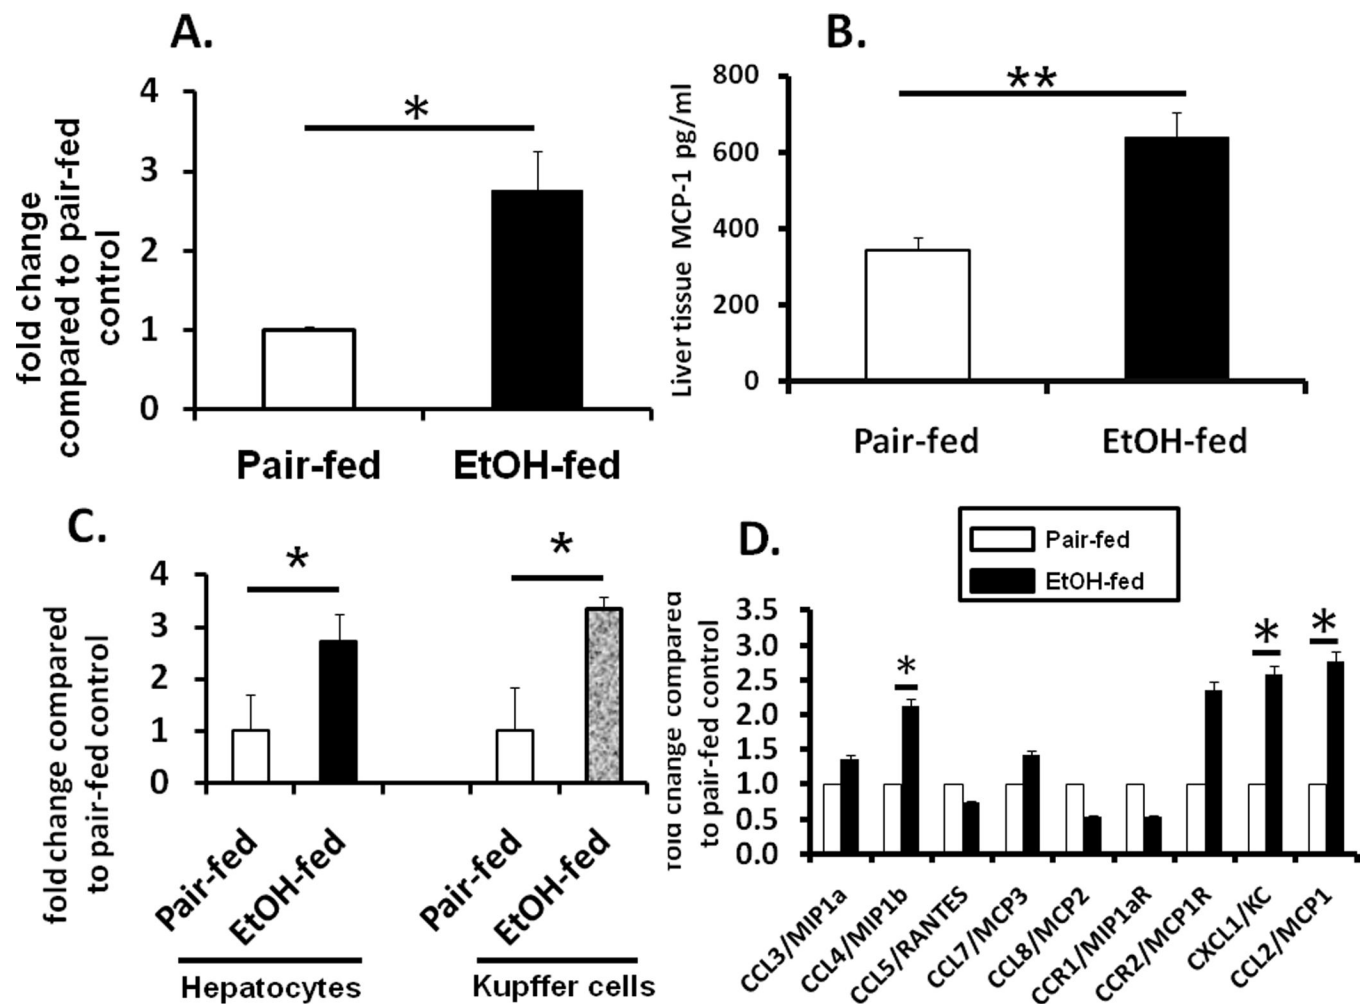 A.
fold change
compared to pair-fed
control
4
3
2
1
0
*
Pair-fed
EtOH-fed
B.
Liver tissue MCP-1 pg/ml
800
600
400
200
0
**
Pair-fed
EtOH-fed
C.
fold change compared
to pair-fed control
4
3
2
1
0
*
*
Pair-fed
EtOH-fed
Pair-fed
EtOH-fed
Hepatocytes
Kupffer cells
D.
Pair-fed
EtOH-fed
fold change compared
to pair-fed control
3.5
3.0
2.5
2.0
1.5
1.0
0.5
0.0
*
*
*
CCL3/MIP1a
CCL4/MIP1b
CCL5/RANTES
CCL7/MCP3
CCL8/MCP2
CCR1/MIP1aR
CCR2/MCP1R
CXCL1/KC
CCL2/MCP1